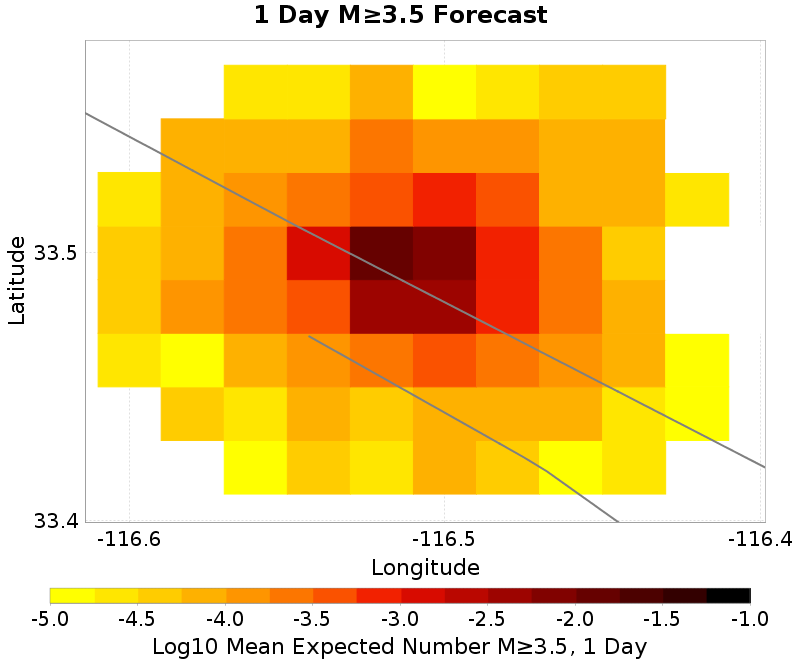 1 Day M≥3.5 Forecast
Latitude
33.5
33.4
-116.6 -116.5 -116.4
Longitude
-5.0 -4.5 -4.0 -3.5 -3.0 -2.5 -2.0 -1.5 -1.0
Log10 Mean Expected Number M≥3.5, 1 Day